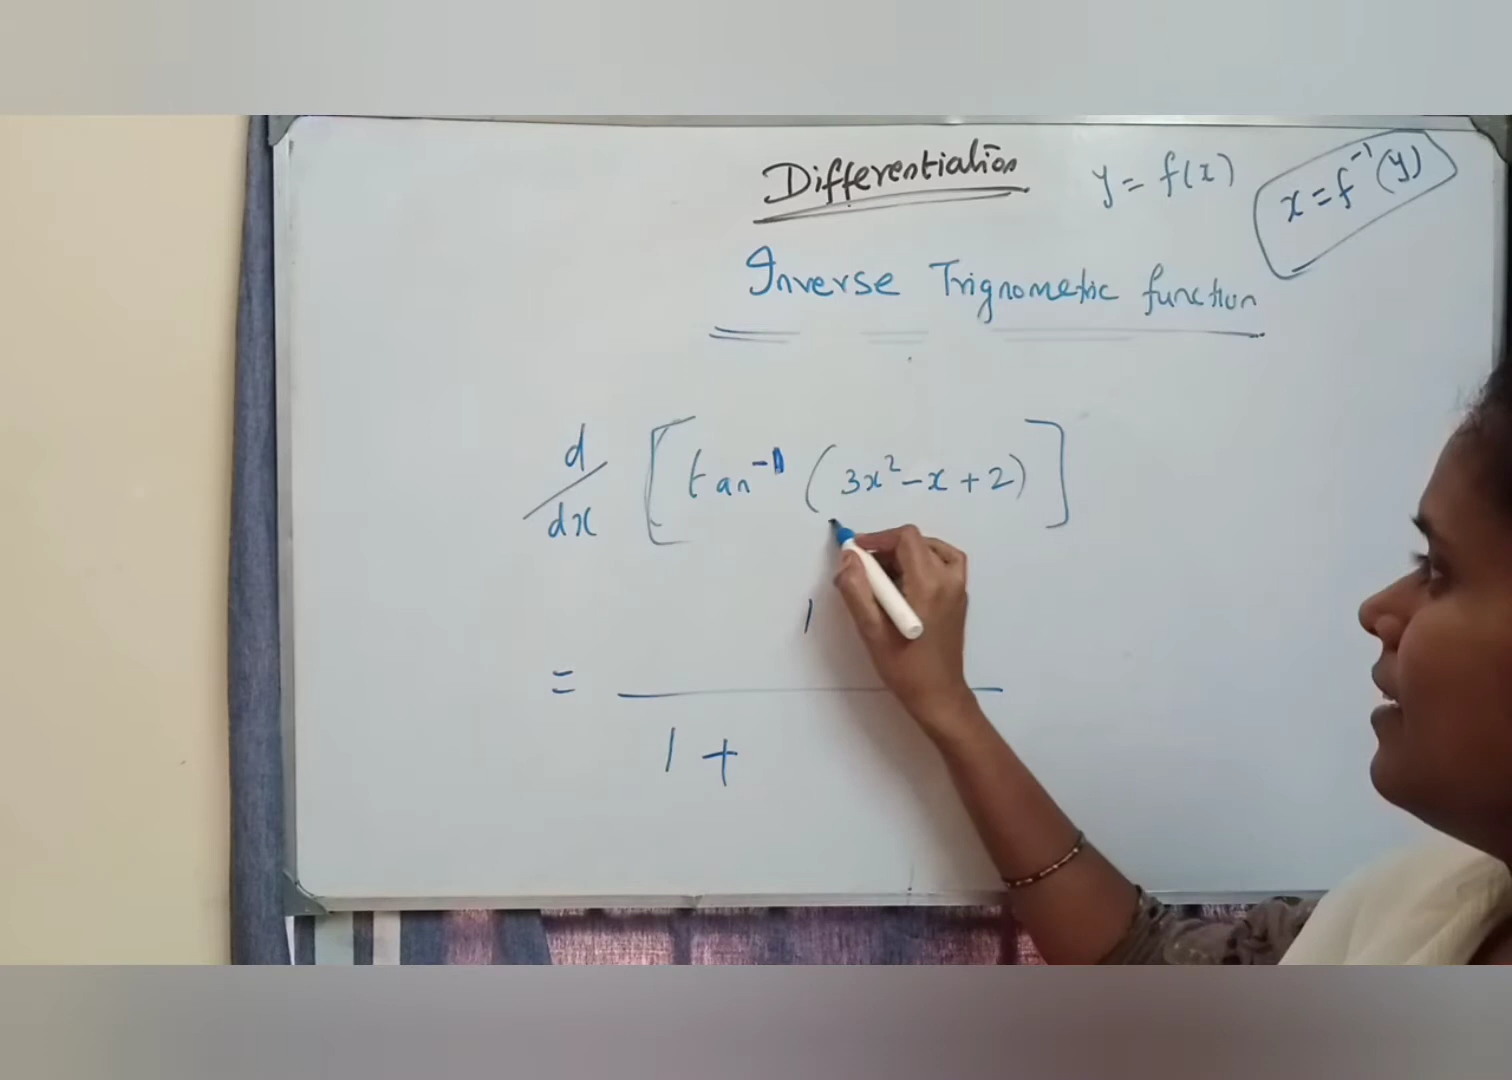 Differentiation y = f(x) x = f⁻¹(y)
Inverse Trignometric function
d/dx [tan⁻¹ (3x² - x + 2)]
1
=
1 +